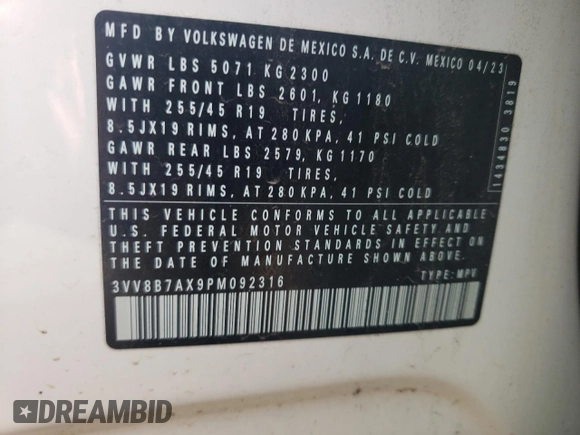 MFD BY VOLKSWAGEN DE MEXICO S.A. DE C.V. MEXICO 04/23
GVWR LBS 5071 KG 2300
GAWR FRONT LBS 2601, KG 1180
WITH 255/45 R19 TIRES,
8.5JX19 RIMS, AT 280 KPA, 41 PSI COLD
GAWR REAR LBS 2579, KG 1170
WITH 255/45 R19 TIRES,
8.5JX19 RIMS, AT 280 KPA, 41 PSI COLD
1434830 3819
THIS VEHICLE CONFORMS TO ALL APPLICABLE
U.S. FEDERAL MOTOR VEHICLE SAFETY AND
THEFT PREVENTION STANDARDS IN EFFECT ON
THE DATE OF MANUFACTURE SHOWN ABOVE.
3VV8B7AX9PM092316 TYPE: MPV
DREAMBID